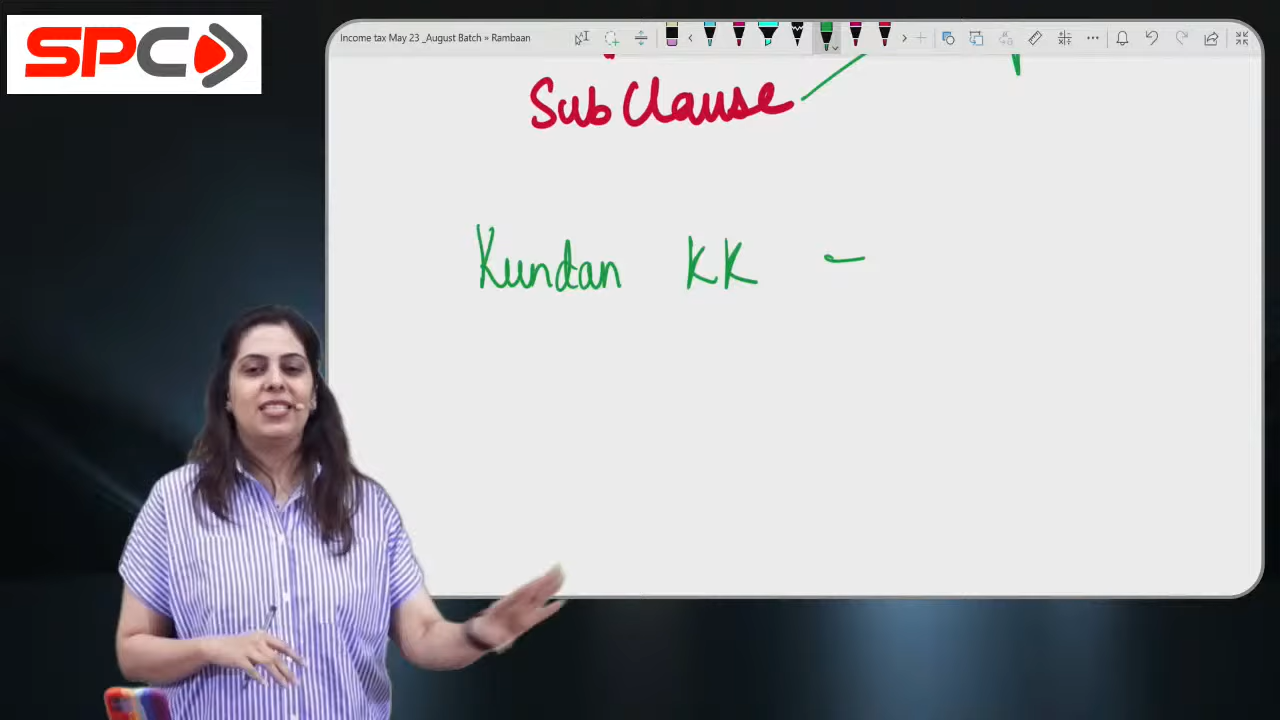 SPC
Income tax May 23 _August Batch » Rambaan
Sub Clause
Kundan KK -